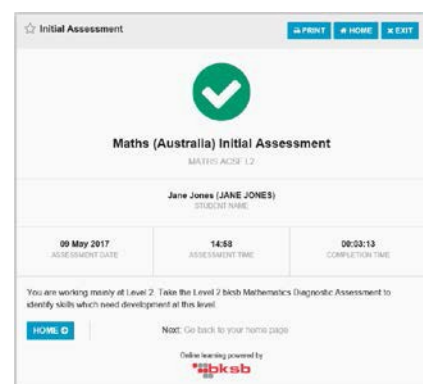 Initial Assessment
PRINT HOME X EXIT
Maths (Australia) Initial Assessment
MATHS ACSF L2
Jane Jones (JANE JONES)
STUDENT NAME
09 May 2017 14:58 00:03:13
ASSESSMENT DATE ASSESSMENT TIME COMPLETION TIME
You are working mainly at Level 2. Take the Level 2 bksb Mathematics Diagnostic Assessment to
identify skills which need development at this level.
HOME Next: Go back to your home page
Online learning powered by
bksb